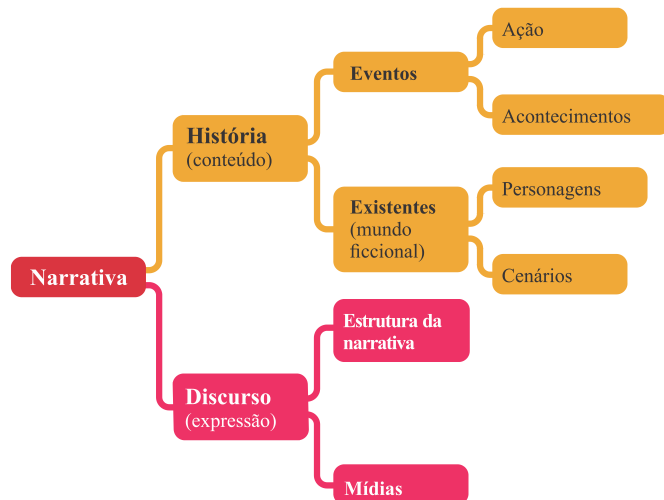 Narrativa
História
(conteúdo)
Eventos
Ação
Acontecimentos
Existentes
(mundo
ficcional)
Personagens
Cenários
Discurso
(expressão)
Estrutura da
narrativa
Mídias